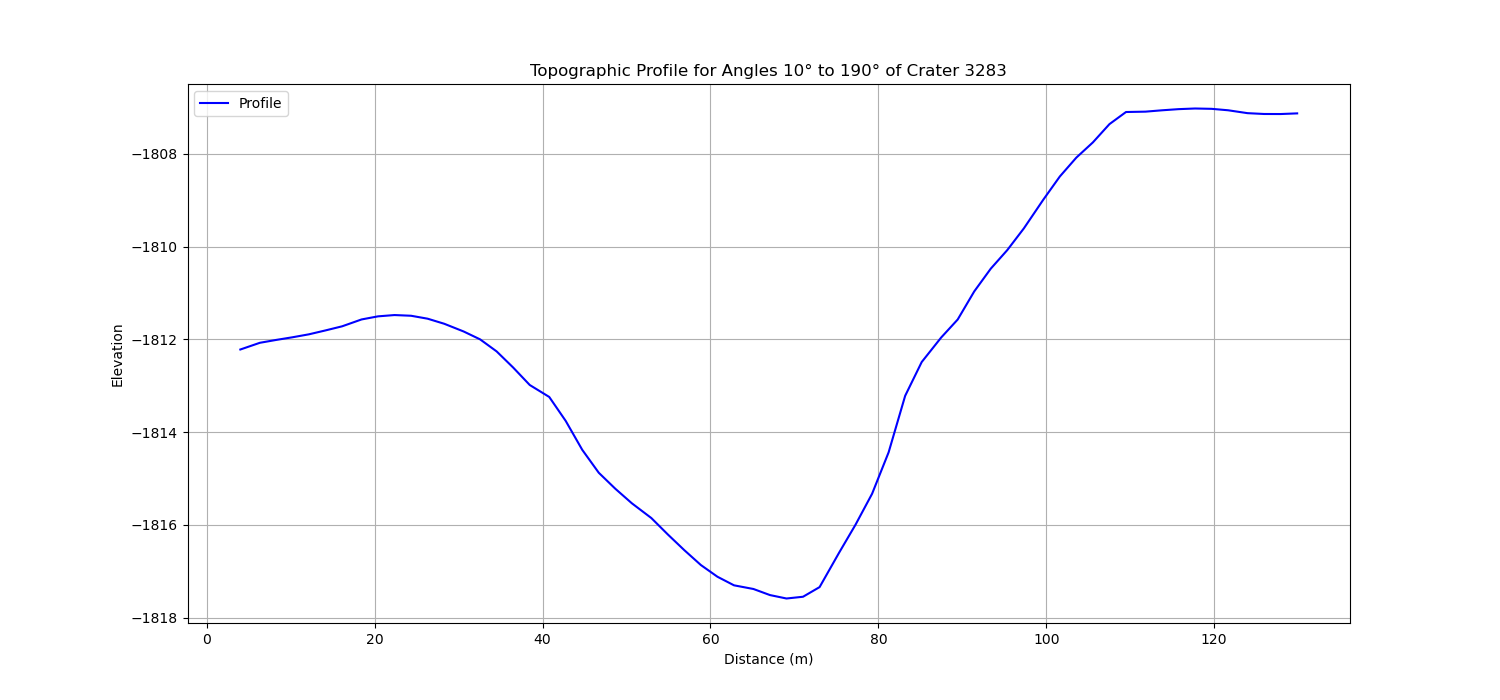 Topographic Profile for Angles 10° to 190° of Crater 3283
Profile
−1808
−1810
−1812
−1814
−1816
−1818
Elevation
0 20 40 60 80 100 120
Distance (m)